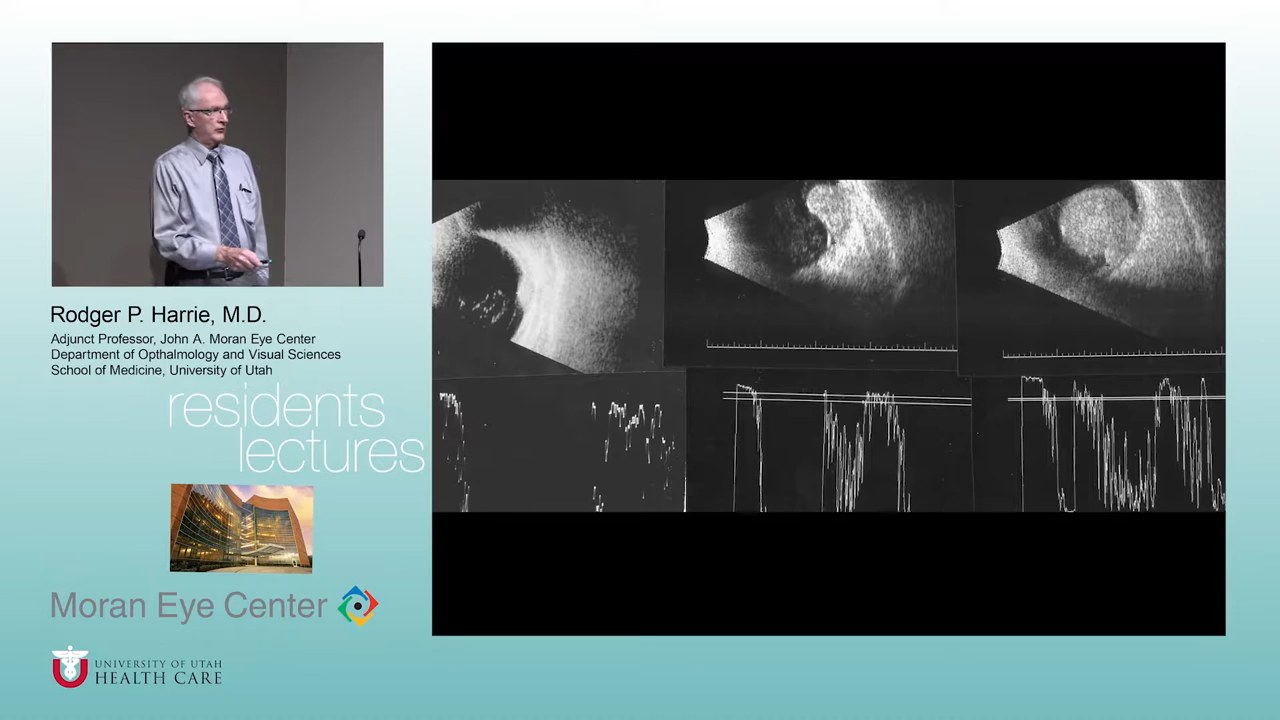 Rodger P. Harrie, M.D.
Adjunct Professor, John A. Moran Eye Center
Department of Opthalmology and Visual Sciences
School of Medicine, University of Utah
residents
lectures
Moran Eye Center
UNIVERSITY OF UTAH
HEALTH CARE